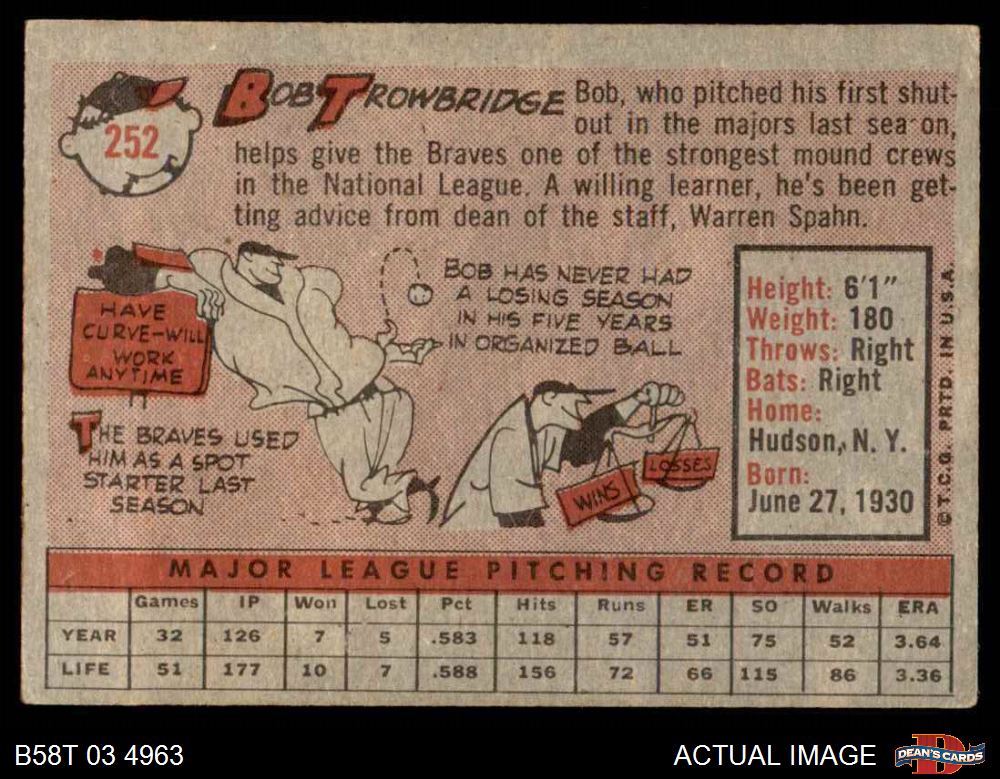 252
BOB TROWBRIDGE
Bob, who pitched his first shut-
out in the majors last sea on,
helps give the Braves one of the strongest mound crews
in the National League. A willing learner, he's been get-
ting advice from dean of the staff, Warren Spahn.
HAVE
CURVE-WILL
WORK
ANYTIME
THE BRAVES USED
HIM AS A SPOT
STARTER LAST
SEASON
BOB HAS NEVER HAD
A LOSING SEASON
IN HIS FIVE YEARS
IN ORGANIZED BALL
WINS
LOSSES
Height: 6'1"
Weight: 180
Throws: Right
Bats: Right
Home:
Hudson, N. Y.
Born:
June 27, 1930
© T.C.G. PRTD. IN U.S.A.
MAJOR LEAGUE PITCHING RECORD
Games IP Won Lost Pct Hits Runs ER SO Walks ERA
YEAR 32 126 7 5 .583 118 57 51 75 52 3.64
LIFE 51 177 10 7 .588 156 72 66 115 86 3.36
B58T 03 4963
ACTUAL IMAGE
D
DEAN'S CARDS